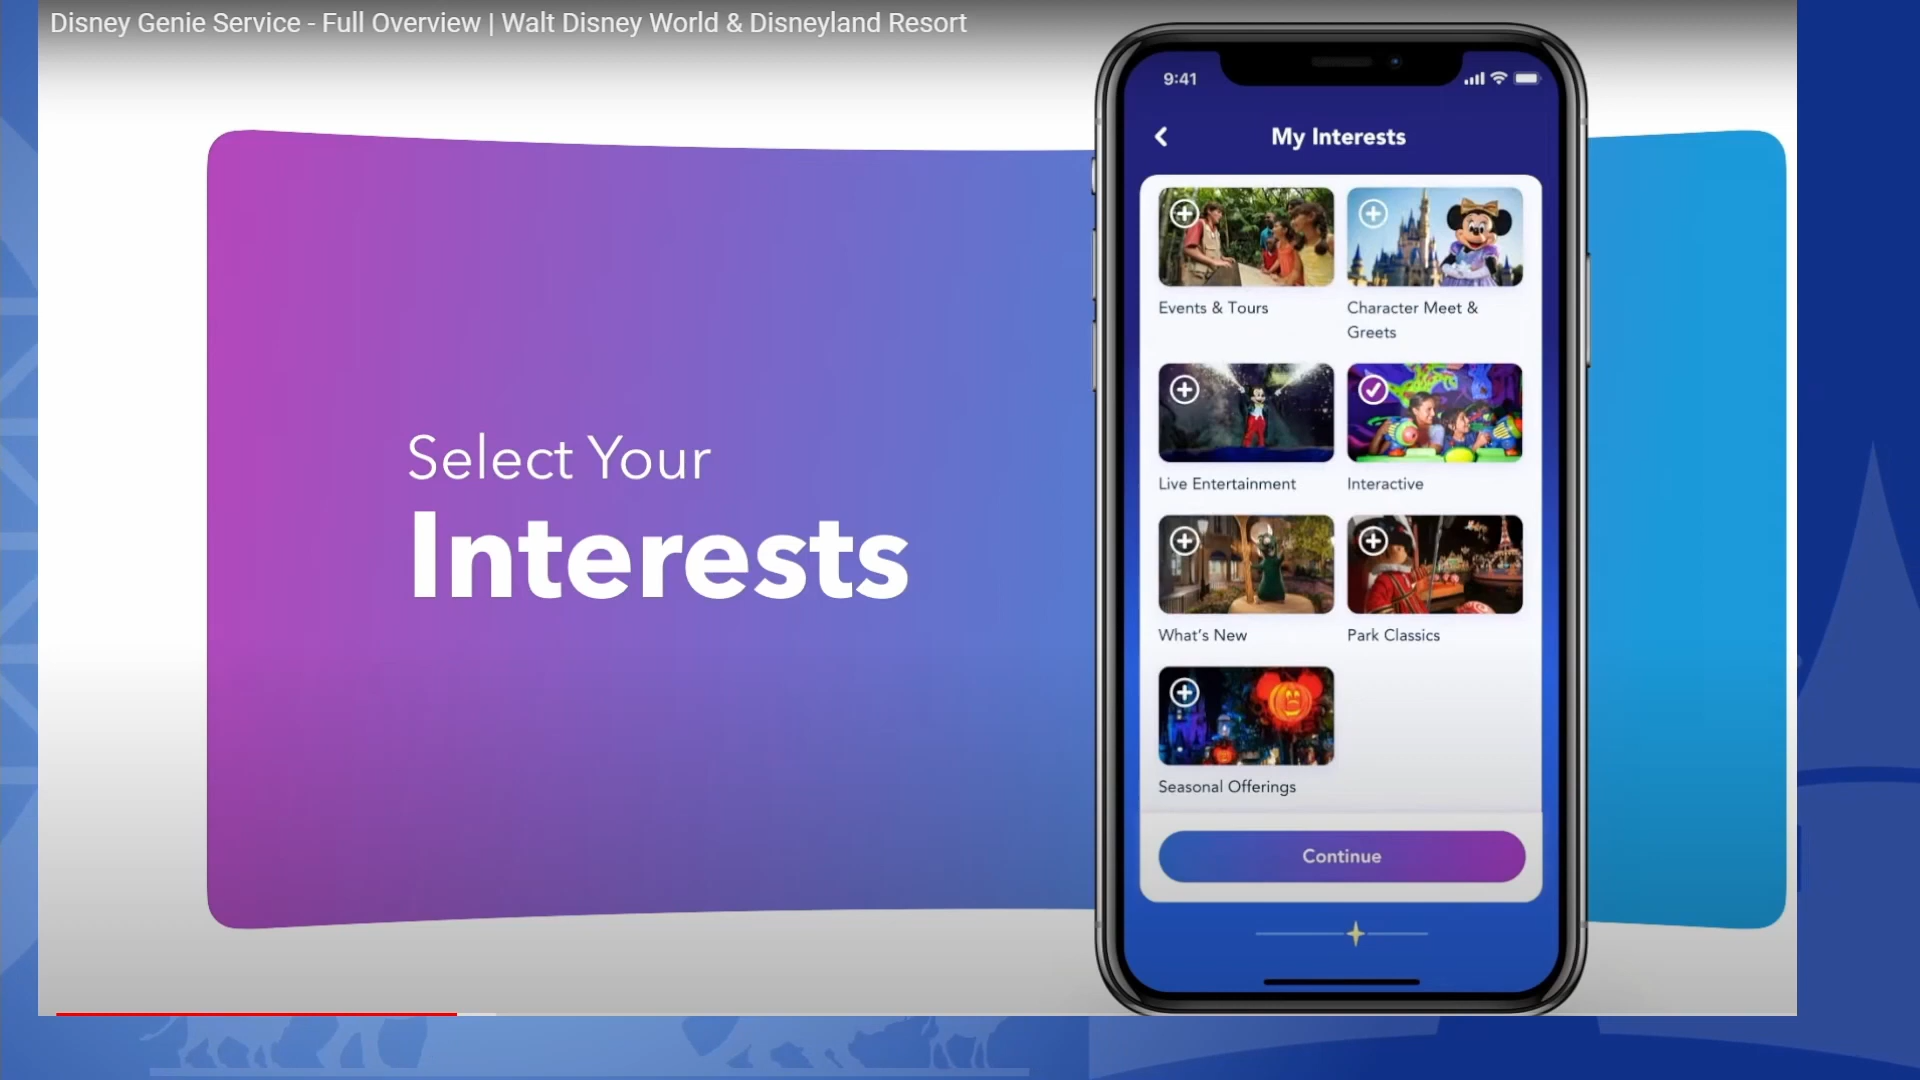 Disney Genie Service - Full Overview | Walt Disney World & Disneyland Resort
9:41
My Interests
Events & Tours
Character Meet &
Greets
Select Your
Interests
Live Entertainment
Interactive
What's New
Park Classics
Seasonal Offerings
Continue